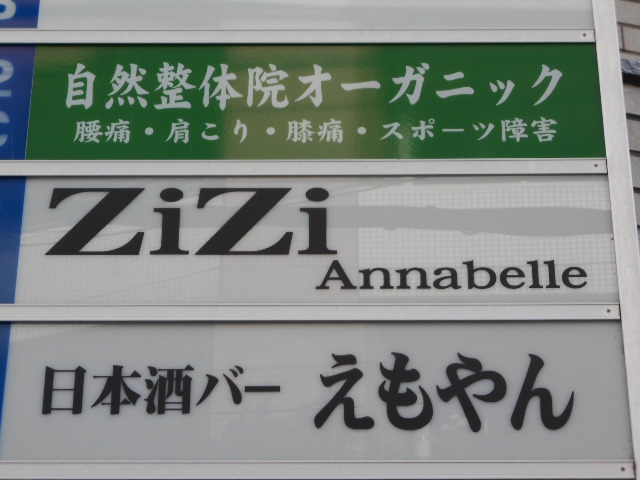 自然整体院オーガニック
腰痛・肩こり・膝痛・スポーツ障害
ZiZi
Annabelle
日本酒バー えもやん